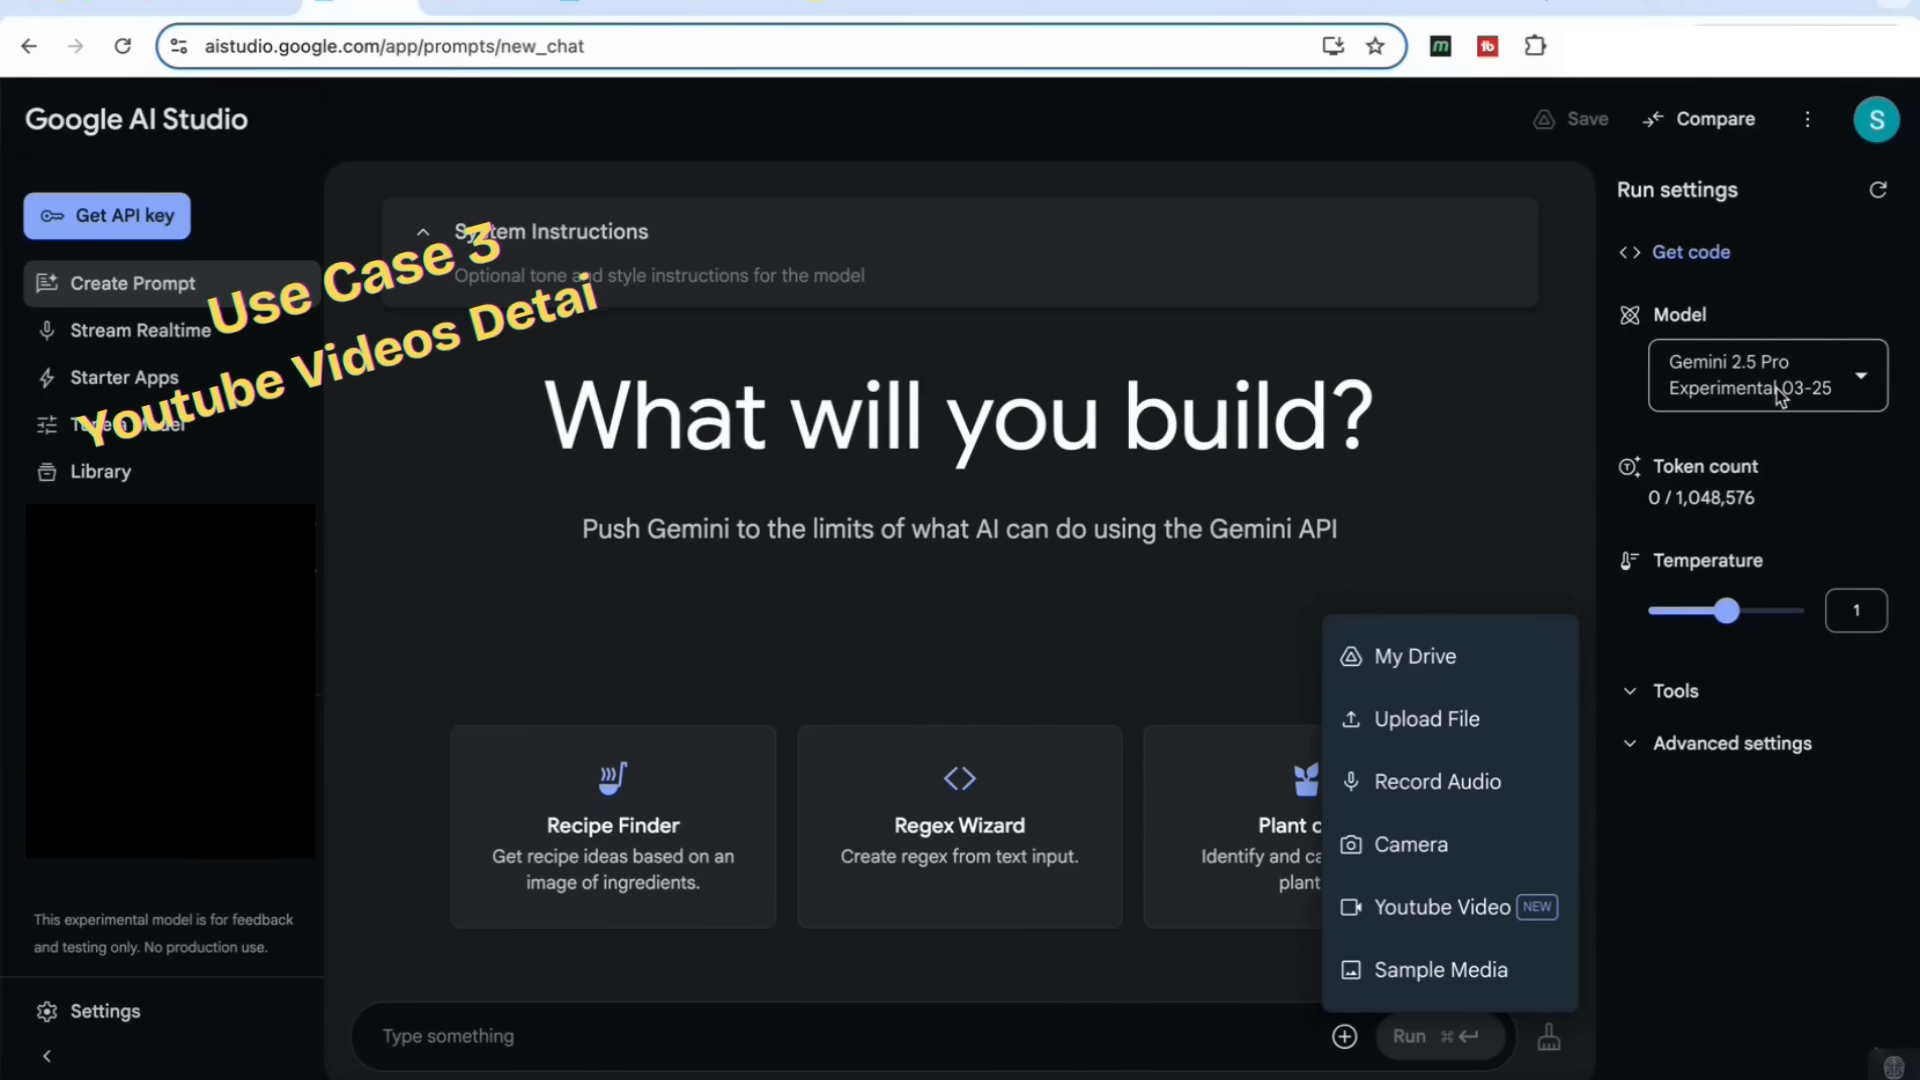 aistudio.google.com/app/prompts/new_chat
Google AI Studio
Save
Compare
S
Get API key
Create Prompt
Stream Realtime
Starter Apps
Library
Use Case 3
Youtube Videos Detai
System Instructions
Optional tone and style instructions for the model
What will you build?
Push Gemini to the limits of what AI can do using the Gemini API
Recipe Finder
Get recipe ideas based on an
image of ingredients.
Regex Wizard
Create regex from text input.
Plant c
Identify and ca
plant
My Drive
Upload File
Record Audio
Camera
Youtube Video NEW
Sample Media
Run settings
Get code
Model
Gemini 2.5 Pro
Experimental 03-25
Token count
0 / 1,048,576
Temperature
1
Tools
Advanced settings
This experimental model is for feedback
and testing only. No production use.
Settings
Type something
Run ⌘